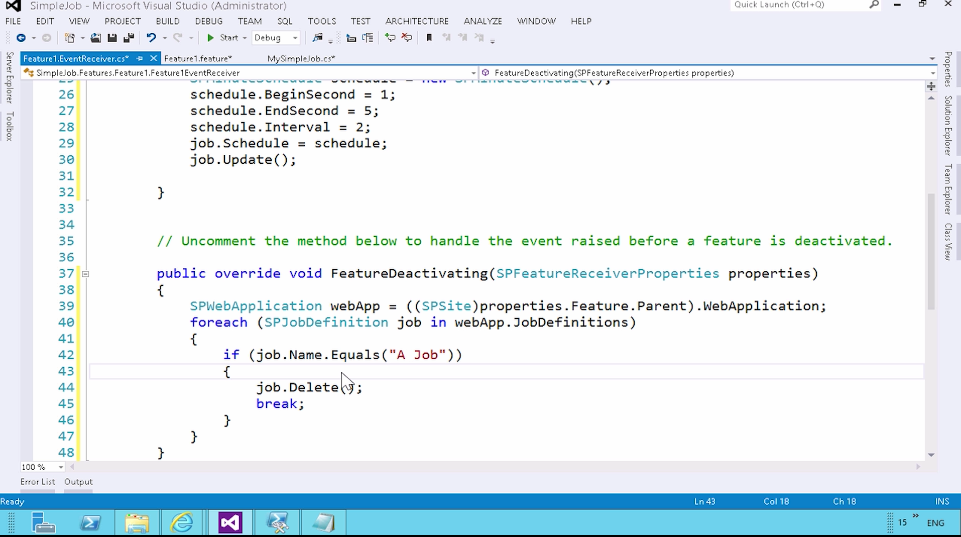 SimpleJob - Microsoft Visual Studio (Administrator)
Quick Launch (Ctrl+Q)
FILE EDIT VIEW PROJECT BUILD DEBUG TEAM SQL TOOLS TEST ARCHITECTURE ANALYZE WINDOW HELP
Start Debug
Feature1.EventReceiver.cs* Feature1.feature* MySimpleJob.cs*
SimpleJob.Features.Feature1.Feature1EventReceiver FeatureDeactivating(SPFeatureReceiverProperties properties)
25 SPMinuteSchedule schedule = new SPMinuteSchedule();
26 schedule.BeginSecond = 1;
27 schedule.EndSecond = 5;
28 schedule.Interval = 2;
29 job.Schedule = schedule;
30 job.Update();
31
32 }
33
34
35 // Uncomment the method below to handle the event raised before a feature is deactivated.
36
37 public override void FeatureDeactivating(SPFeatureReceiverProperties properties)
38 {
39 SPWebApplication webApp = ((SPSite)properties.Feature.Parent).WebApplication;
40 foreach (SPJobDefinition job in webApp.JobDefinitions)
41 {
42 if (job.Name.Equals("A Job"))
43 {
44 job.Delete();
45 break;
46 }
47 }
48 }
Server Explorer
Toolbox
Properties
Solution Explorer
Team Explorer
Class View
100 %
Error List Output
Ready Ln 43 Col 18 Ch 18 INS
15 ENG